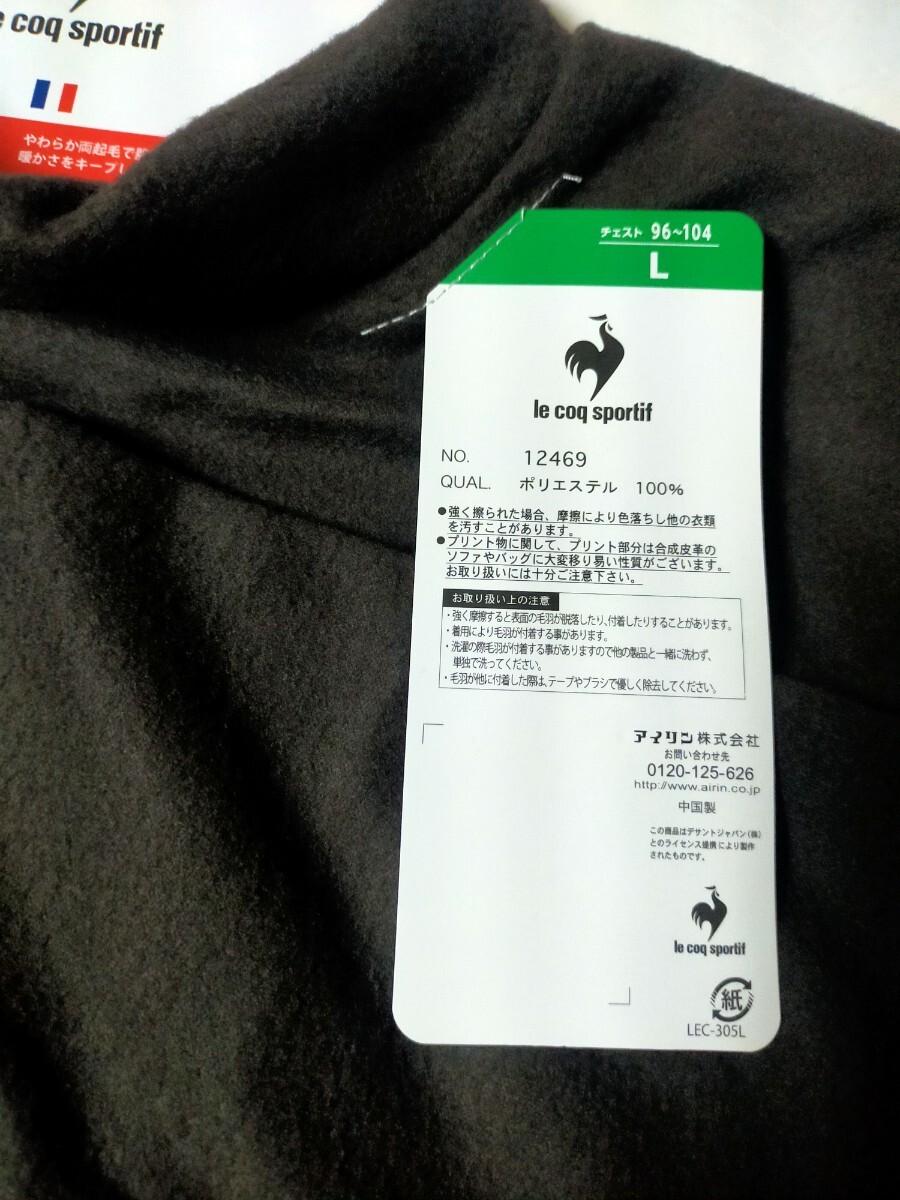 le coq sportif
やわらか両起毛で
暖かさをキープし
チェスト 96~104
L
le coq sportif
NO. 12469
QUAL. ポリエステル 100%
●強く擦られた場合、摩擦により色落ちし他の衣類
を汚すことがあります。
●プリント物に関して、プリント部分は合成皮革の
ソファやバッグに大変移り易い性質がございます。
お取り扱いには十分ご注意下さい。
お取り扱い上の注意
・強く摩擦すると表面の毛羽が脱落したり、付着したりすることがあります。
・着用により毛羽が付着する事があります。
・洗濯の際毛羽が付着する事がありますので他の製品と一緒に洗わず、
単独で洗ってください。
・毛羽が他に付着した際は、テープやブラシで優しく除去してください。
アイリン株式会社
お問い合わせ先
0120-125-626
http://www.airin.co.jp
中国製
この商品はデサントジャパン(株)
とのライセンス提携により製作
されたものです。
le coq sportif
紙
LEC-305L